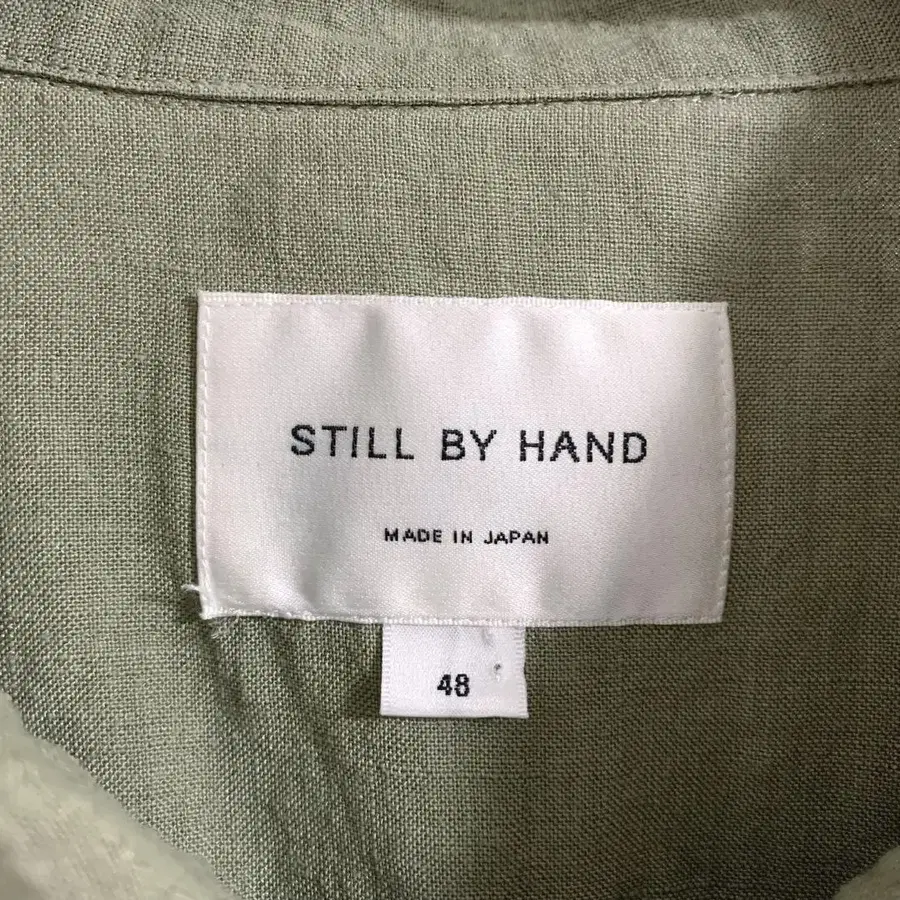 STILL BY HAND
MADE IN JAPAN
48